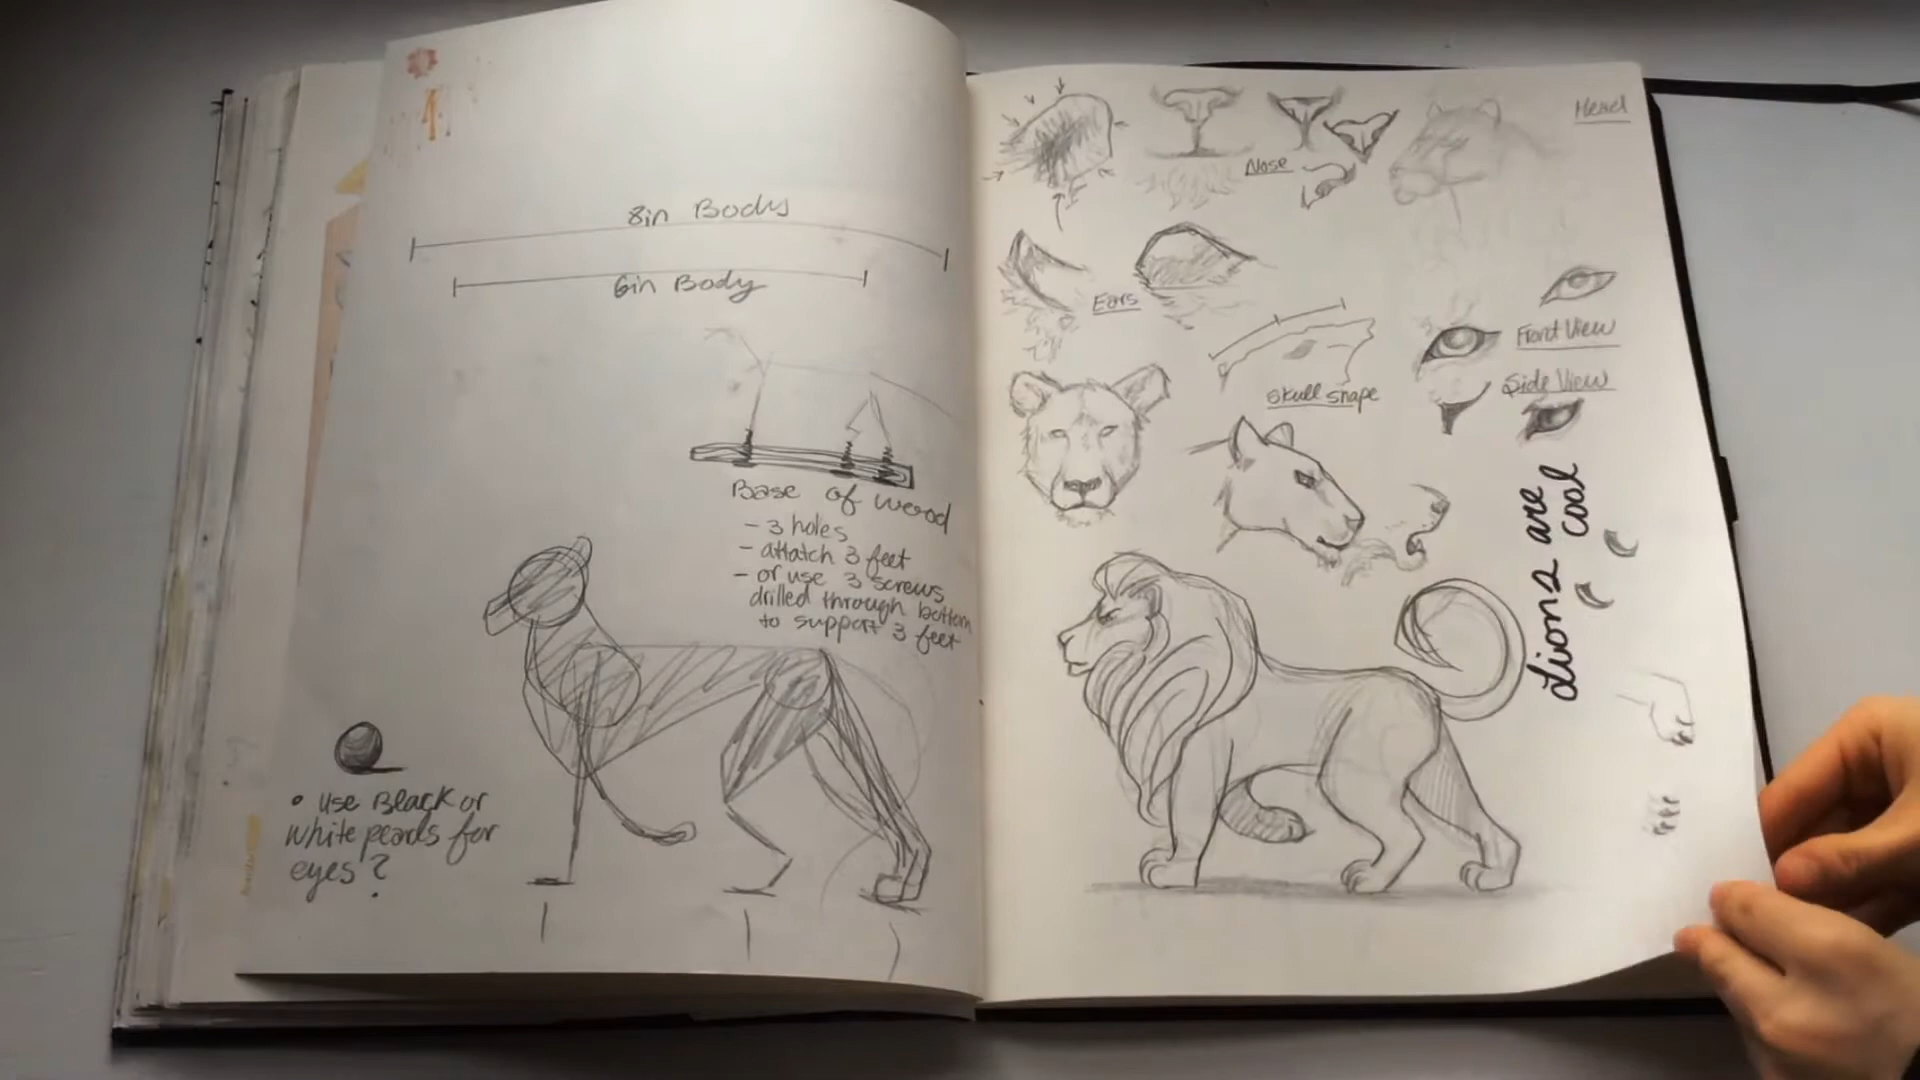 8in Body
6in Body
Base of wood
- 3 holes
- attatch 3 feet
- or use 3 screws
drilled through bottom
to support 3 feet
• use Black or
white pearls for
eyes?
Head
Nose
Ears
Front View
Side View
Skull shape
Lions are
cool